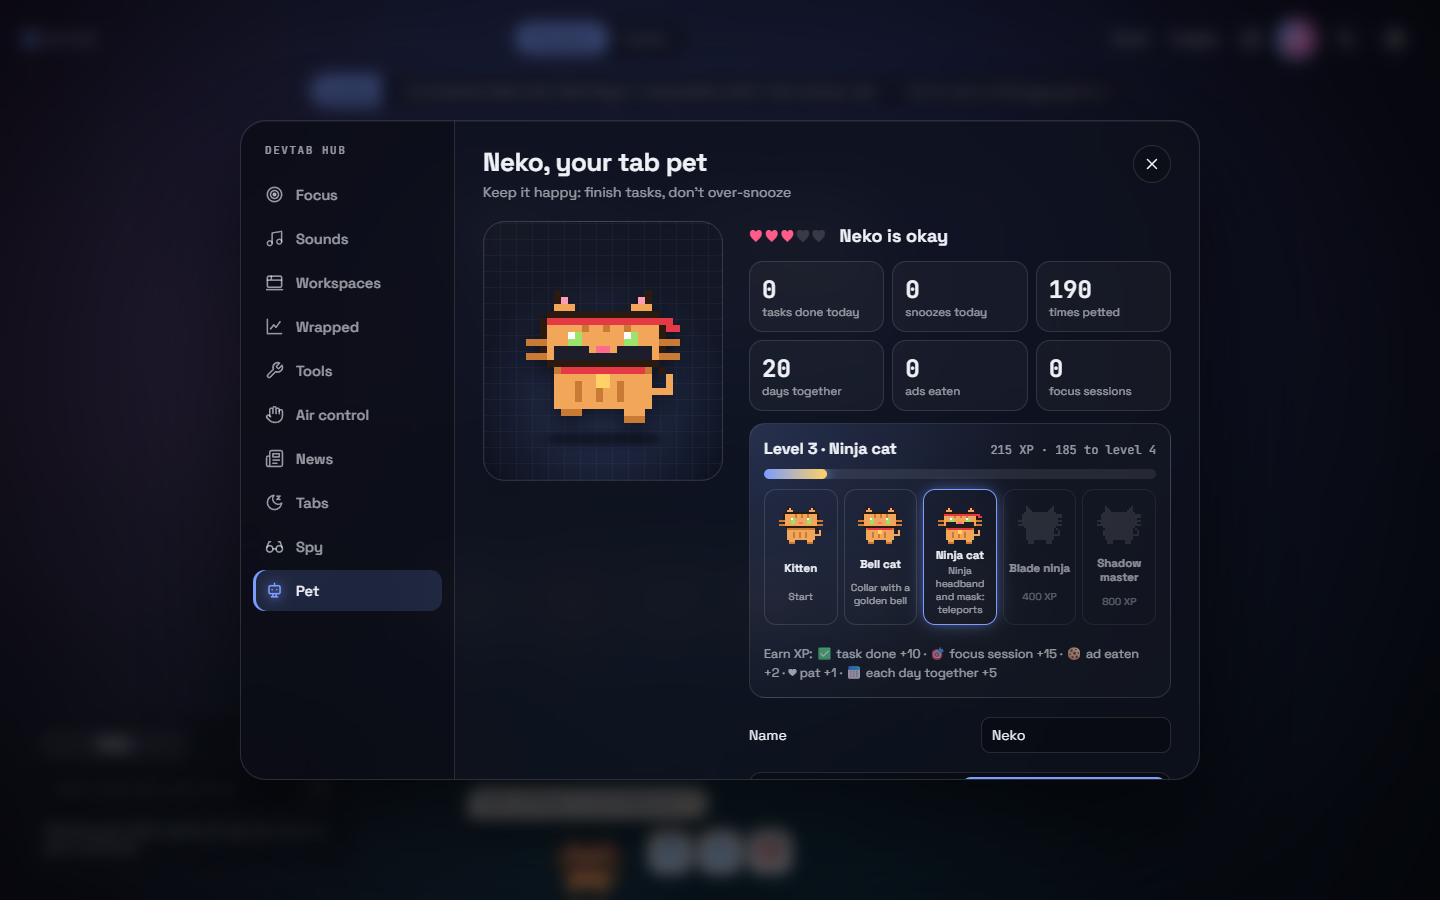 DEVTAB HUB
Focus
Sounds
Workspaces
Wrapped
Tools
Air control
News
Tabs
Spy
Pet
Neko, your tab pet
Keep it happy: finish tasks, don't over-snooze
Neko is okay
0
tasks done today
0
snoozes today
190
times petted
20
days together
0
ads eaten
0
focus sessions
Level 3 · Ninja cat
215 XP · 185 to level 4
Kitten
Start
Bell cat
Collar with a
golden bell
Ninja cat
Ninja
headband
and mask:
teleports
Blade ninja
400 XP
Shadow
master
800 XP
Earn XP: ✅ task done +10 · 🎯 focus session +15 · 🍪 ad eaten
+2 · ♥ pat +1 · 📅 each day together +5
Name
Neko